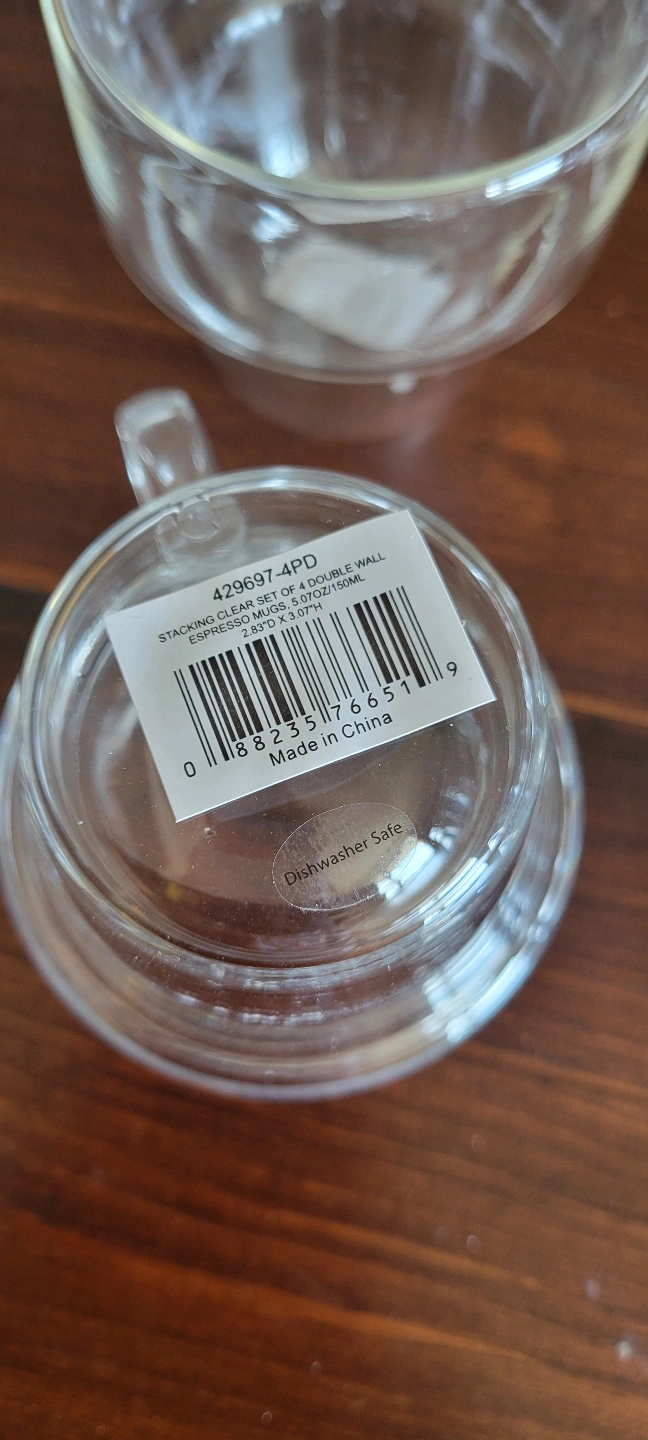 429697-4PD
STACKING CLEAR SET OF 4 DOUBLE WALL
ESPRESSO MUGS, 5.07OZ/150ML
2.83"D X 3.07"H
0 88235 76651 9
Made in China
Dishwasher Safe